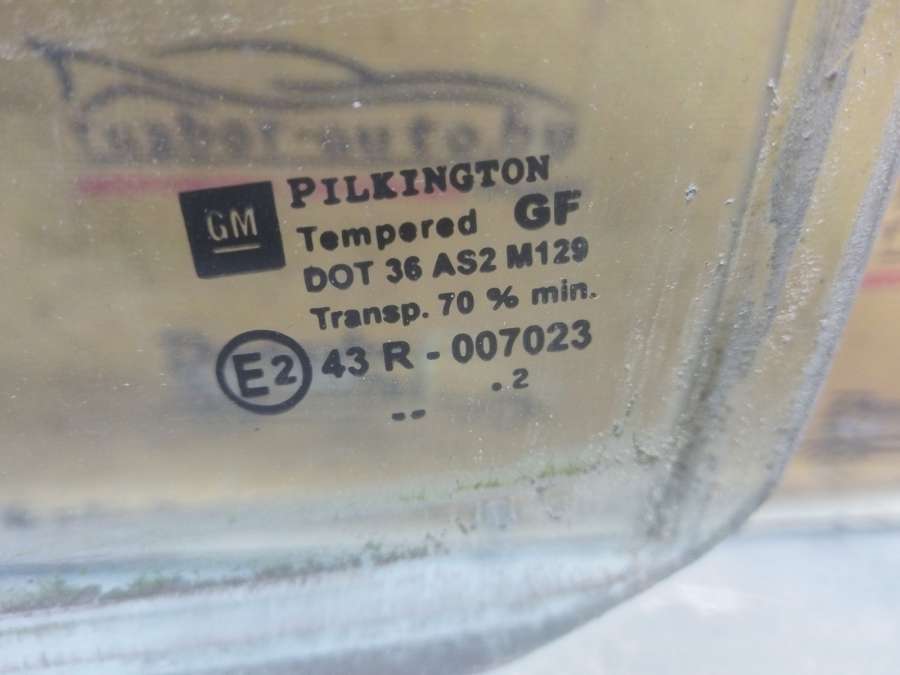 GM
PILKINGTON
Tempered GF
DOT 36 AS2 M129
Transp. 70 % min.
E2 43 R - 007023
. 2
--